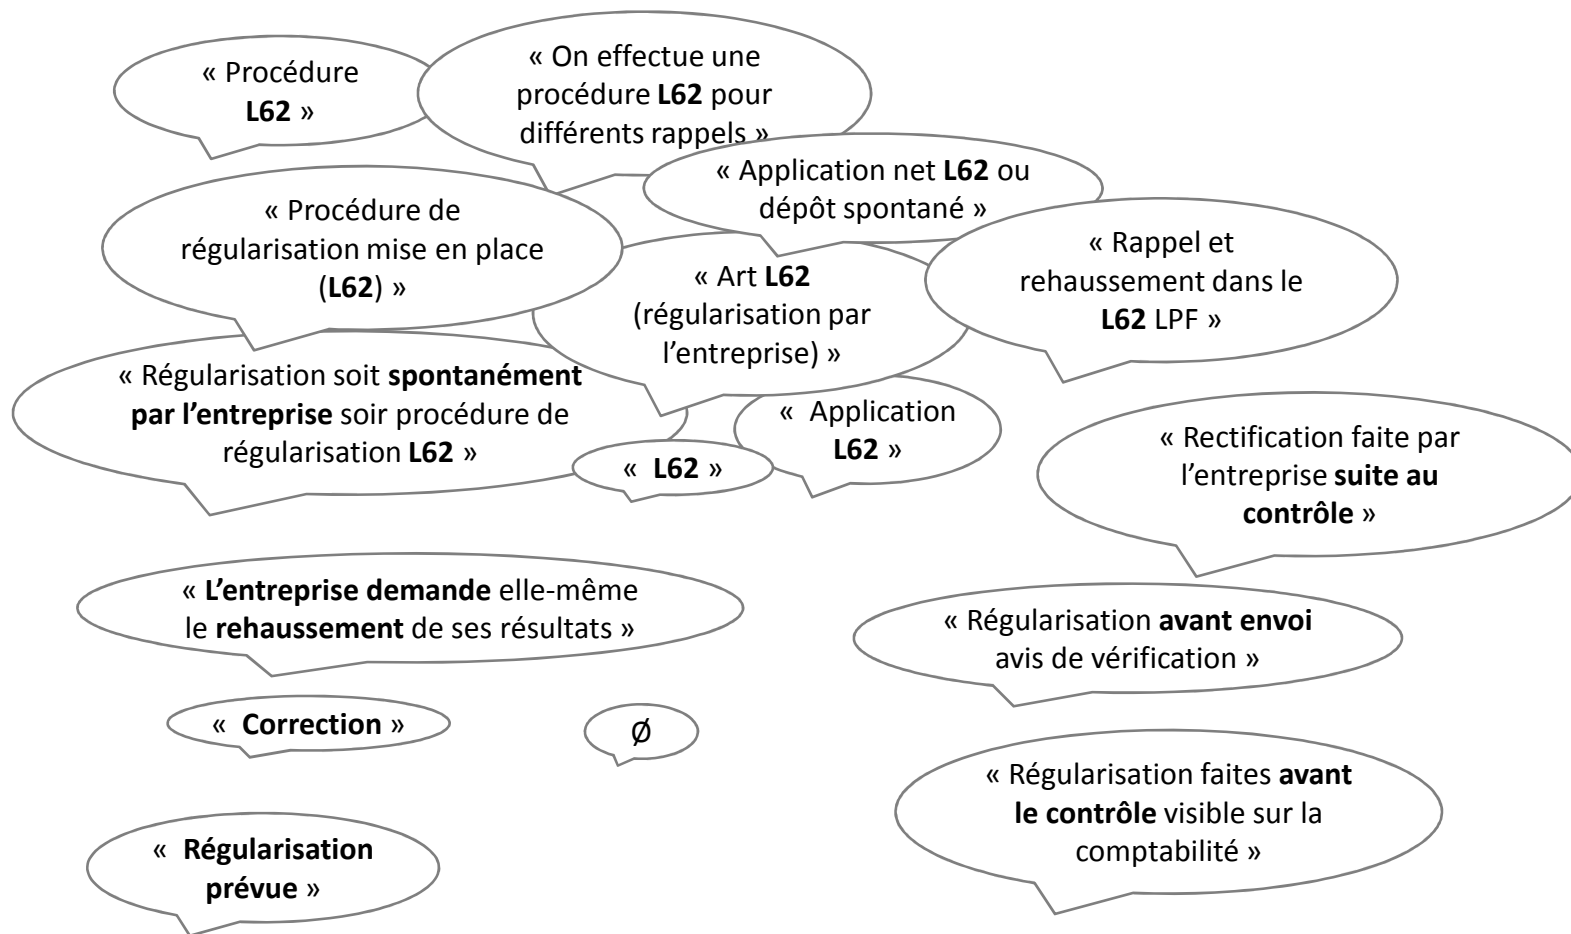 « Procédure
L62 »
« On effectue une
procédure L62 pour
différents rappels »
« Application net L62 ou
dépôt spontané »
« Procédure de
régularisation mise en place
(L62) »
« Art L62
(régularisation par
l’entreprise) »
« Rappel et
rehaussement dans le
L62 LPF »
« Régularisation soit spontanément
par l’entreprise soir procédure de
régularisation L62 »
« Application
L62 »
« L62 »
« Rectification faite par
l’entreprise suite au
contrôle »
« L’entreprise demande elle-même
le rehaussement de ses résultats »
« Régularisation avant envoi
avis de vérification »
« Correction »
Ø
« Régularisation faites avant
le contrôle visible sur la
comptabilité »
« Régularisation
prévue »